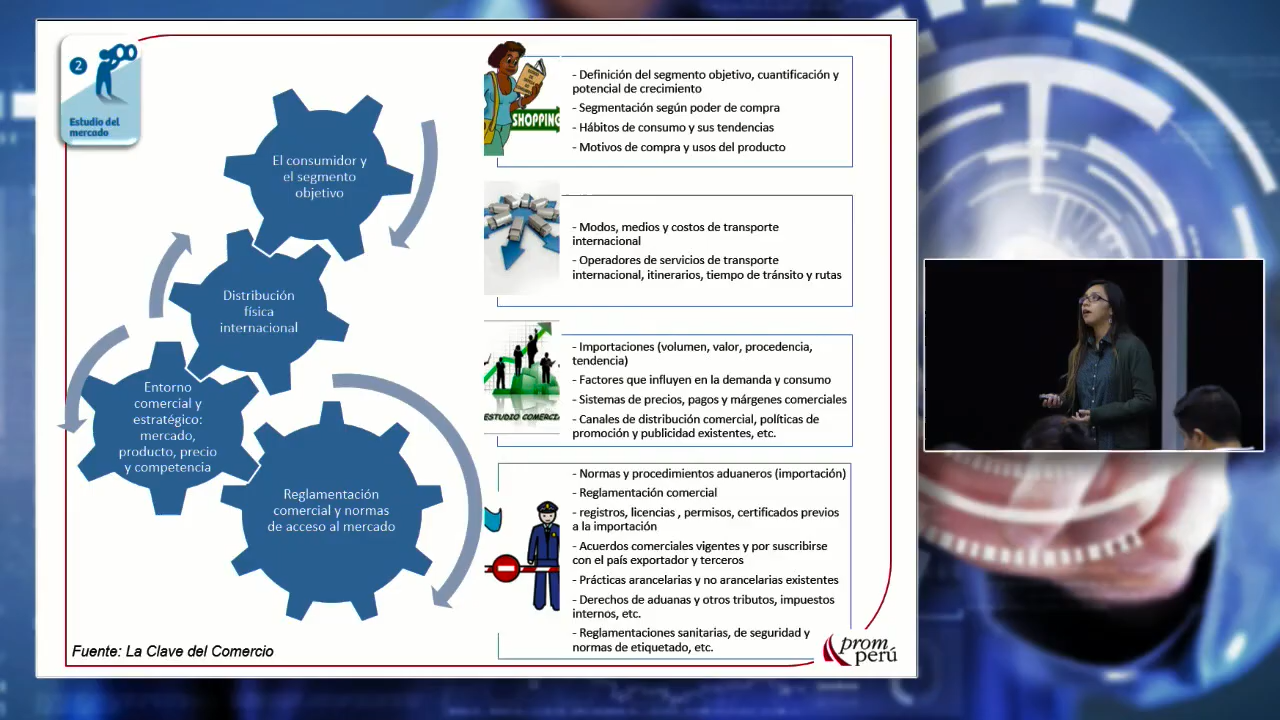 2
Estudio del
mercado
El consumidor y
el segmento
objetivo
Distribución
física
internacional
Entorno
comercial y
estratégico:
mercado,
producto, precio
y competencia
Reglamentación
comercial y normas
de acceso al mercado
SHOPPING
- Definición del segmento objetivo, cuantificación y
potencial de crecimiento
- Segmentación según poder de compra
- Hábitos de consumo y sus tendencias
- Motivos de compra y usos del producto
- Modos, medios y costos de transporte
internacional
- Operadores de servicios de transporte
internacional, itinerarios, tiempo de tránsito y rutas
ESTUDIO COMERCI
- Importaciones (volumen, valor, procedencia,
tendencia)
- Factores que influyen en la demanda y consumo
- Sistemas de precios, pagos y márgenes comerciales
- Canales de distribución comercial, políticas de
promoción y publicidad existentes, etc.
- Normas y procedimientos aduaneros (importación)
- Reglamentación comercial
- registros, licencias , permisos, certificados previos
a la importación
- Acuerdos comerciales vigentes y por suscribirse
con el país exportador y terceros
- Prácticas arancelarias y no arancelarias existentes
- Derechos de aduanas y otros tributos, impuestos
internos, etc.
- Reglamentaciones sanitarias, de seguridad y
normas de etiquetado, etc.
Fuente: La Clave del Comercio
prom
perú